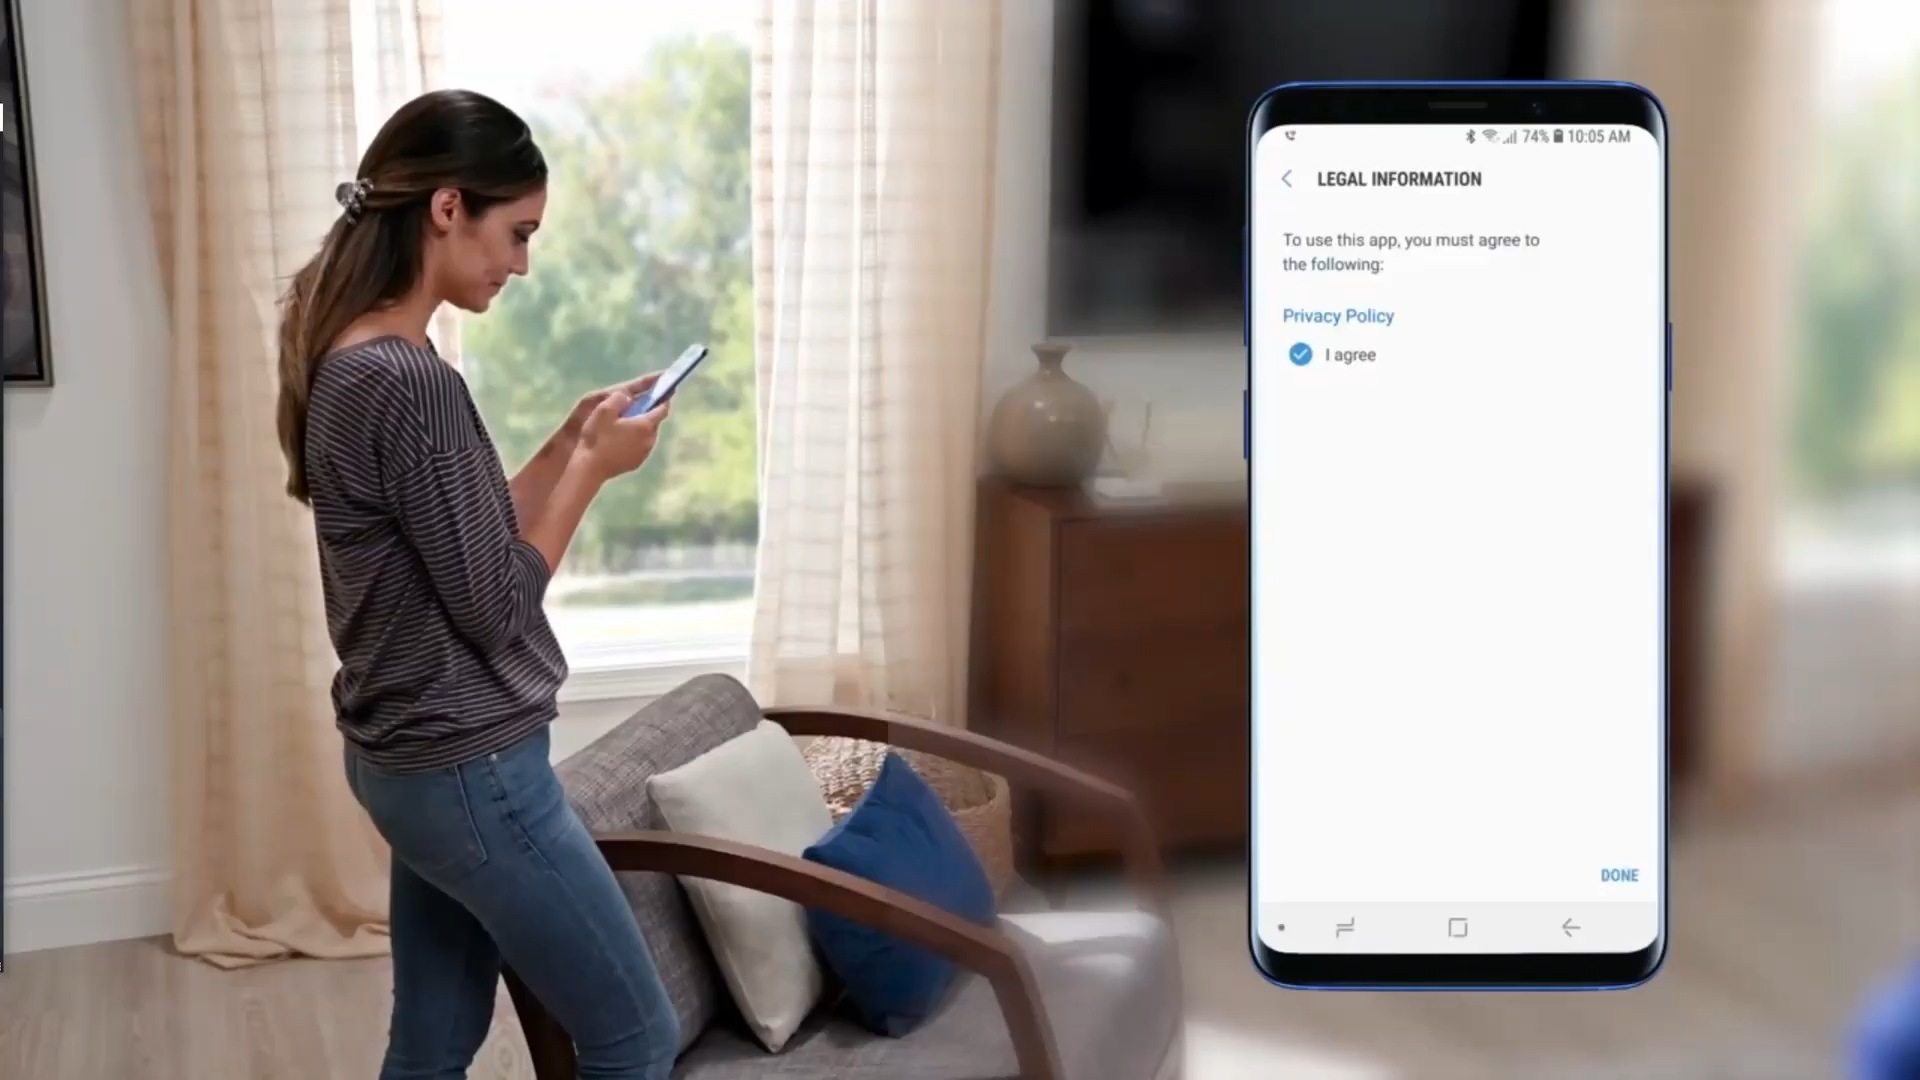 74% 10:05 AM
LEGAL INFORMATION
To use this app, you must agree to
the following:
Privacy Policy
I agree
DONE